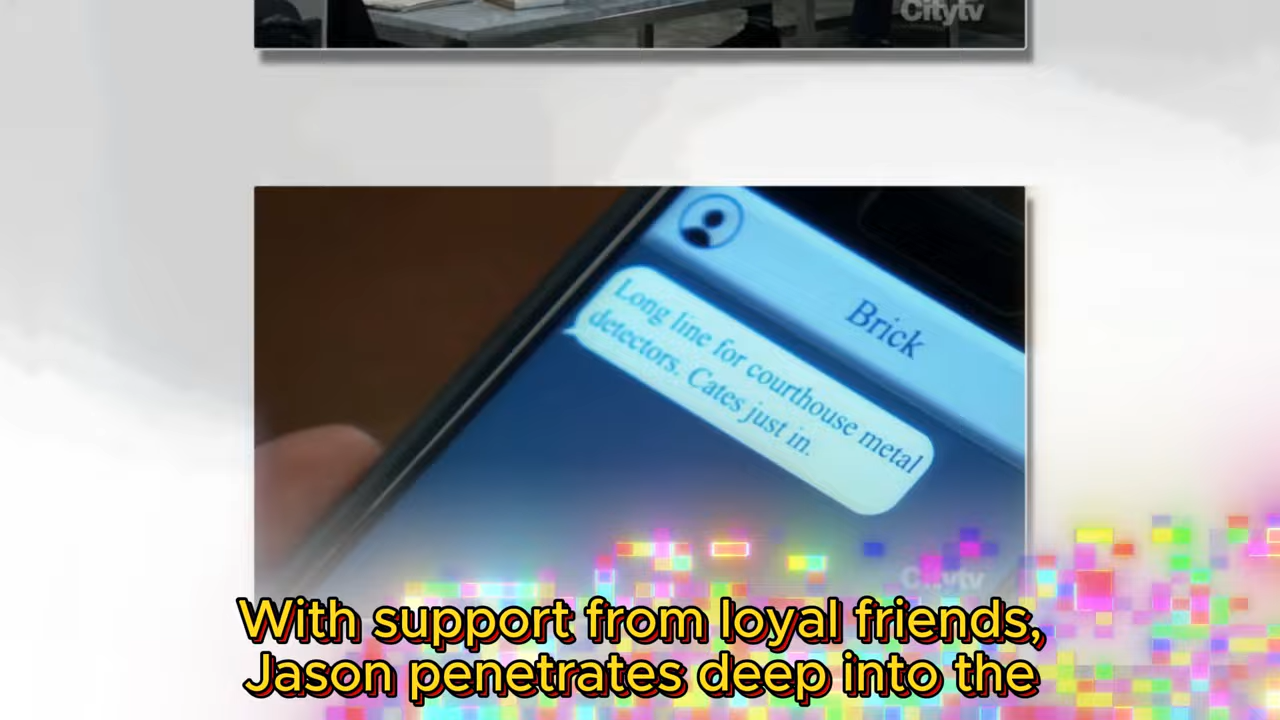 Citytv
Brick
Long line for courthouse metal
detectors. Cates just in.
Citytv
With support from loyal friends,
Jason penetrates deep into the